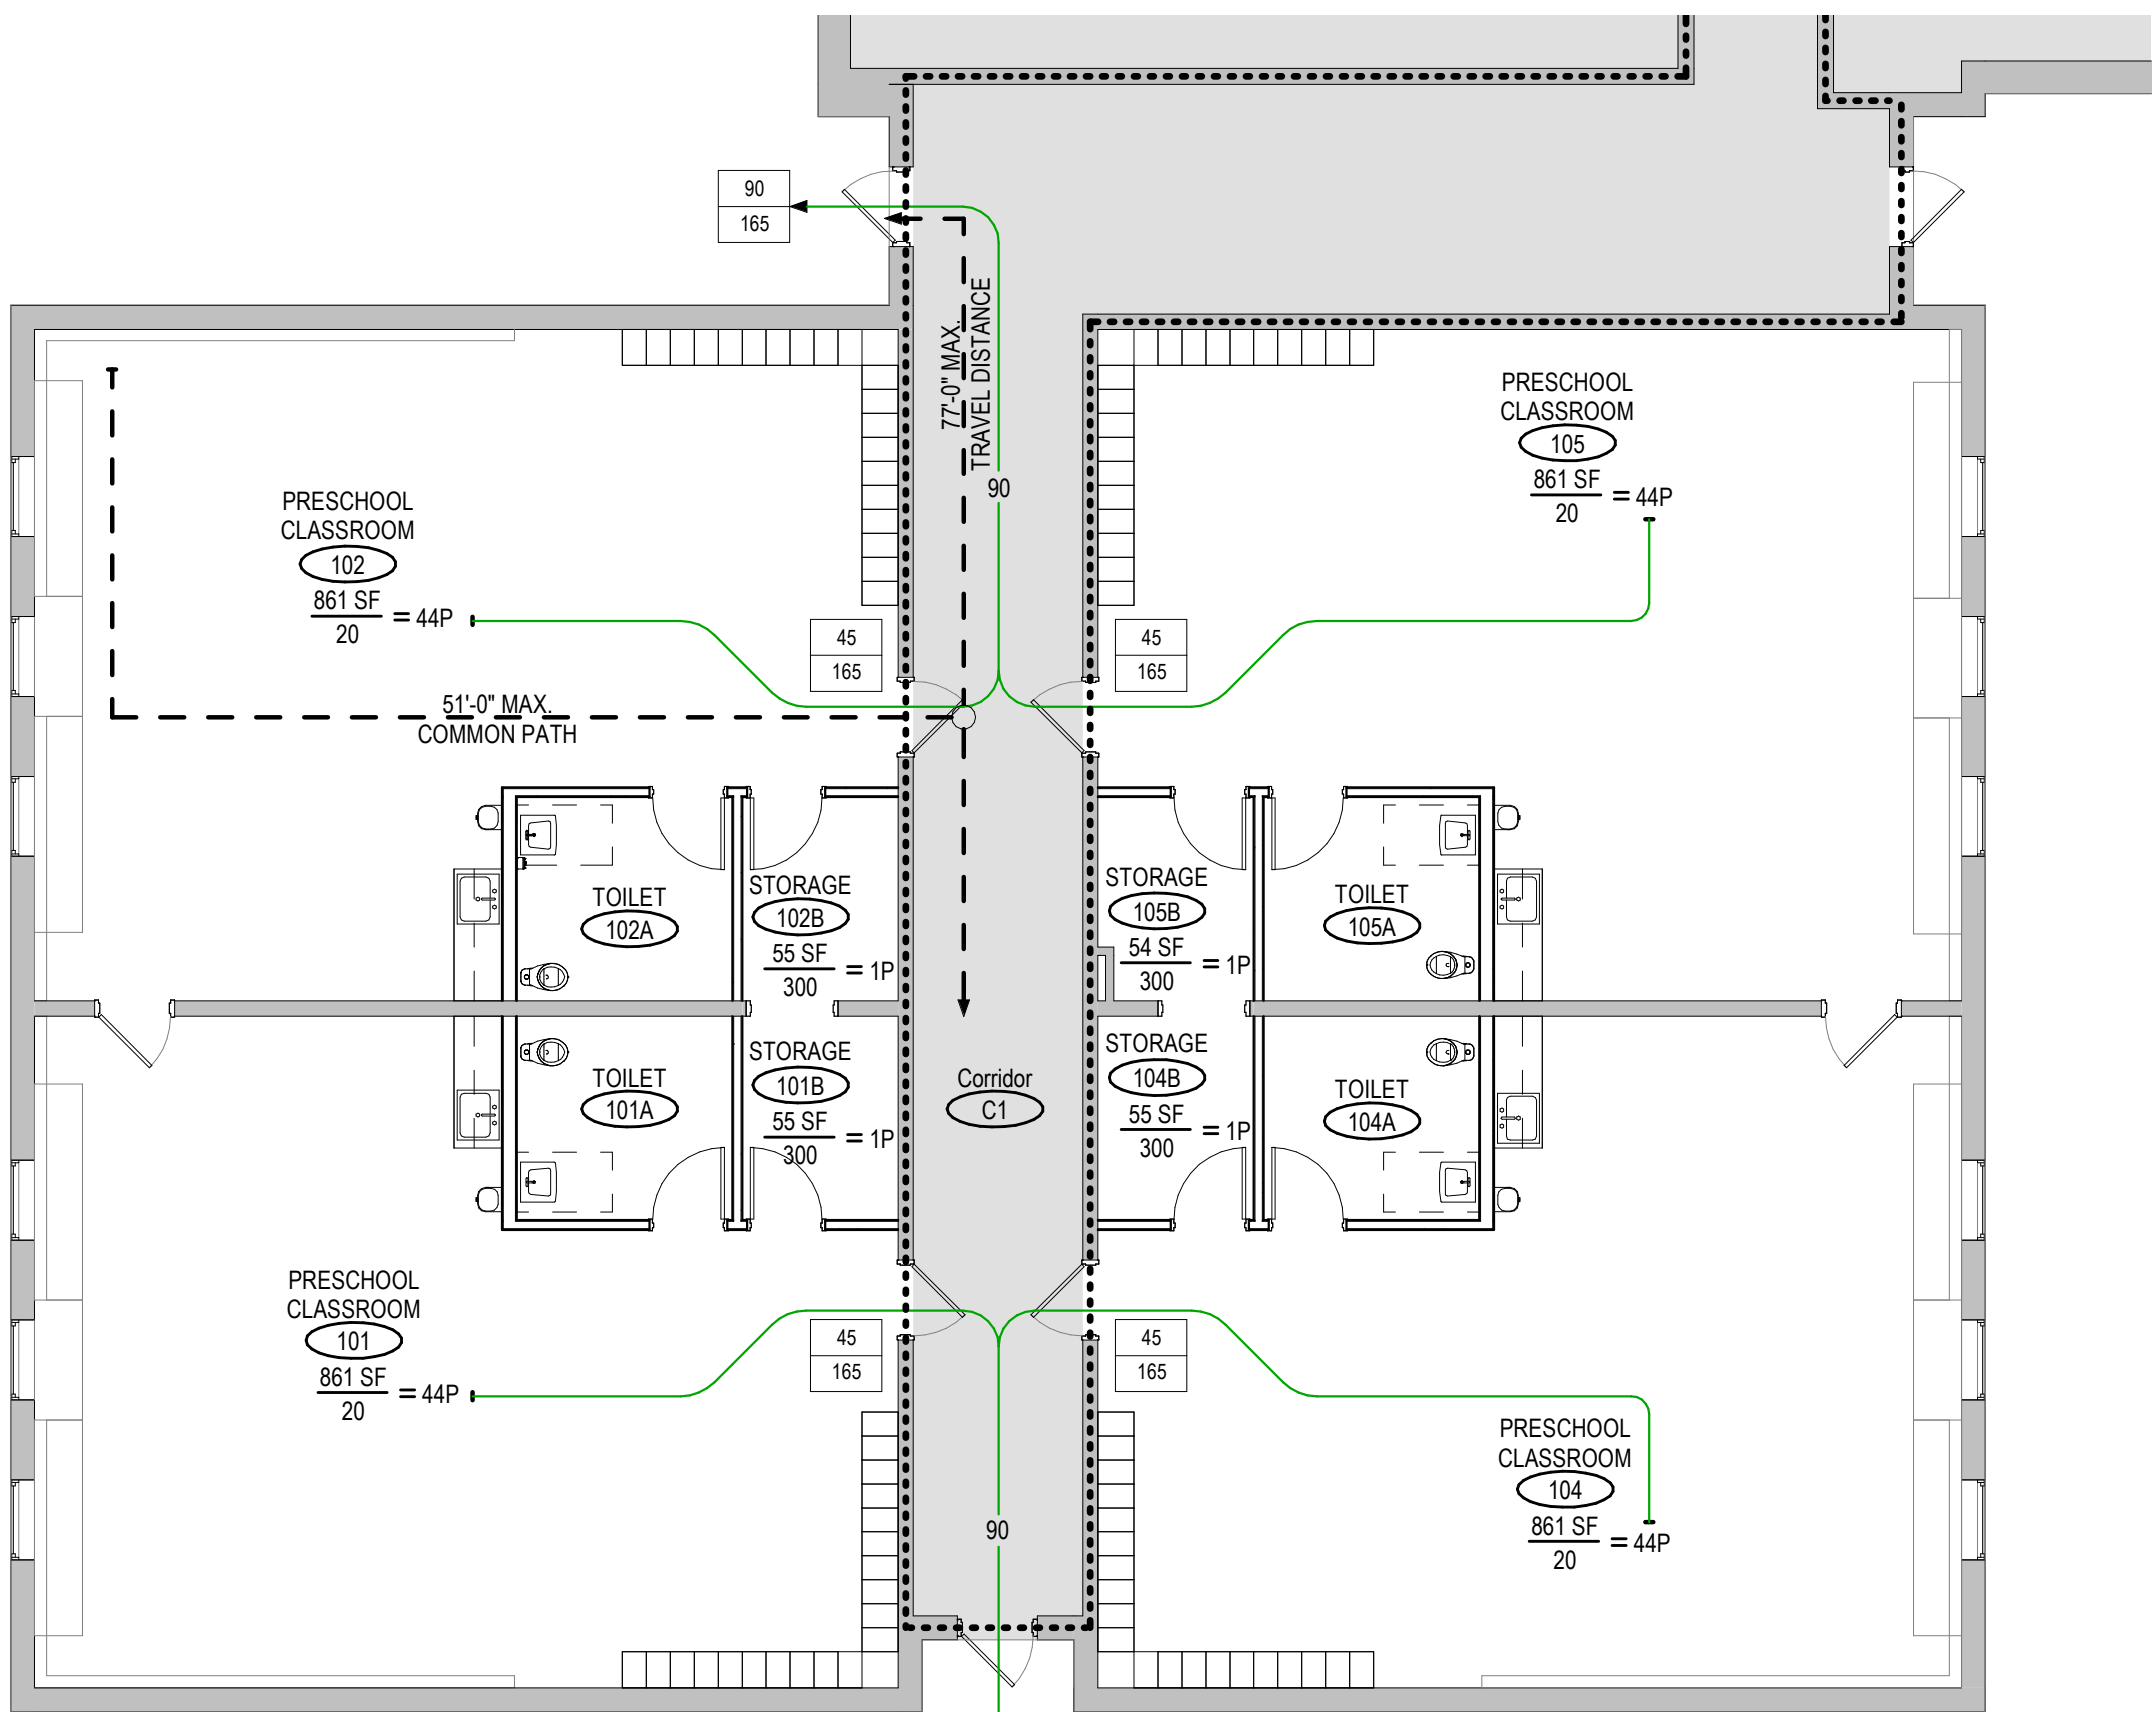 90
165
77'-0" MAX.
TRAVEL DISTANCE
90
PRESCHOOL
CLASSROOM
105
861 SF
20
= 44P
PRESCHOOL
CLASSROOM
102
861 SF
20
= 44P
45
165
45
165
51'-0" MAX.
COMMON PATH
TOILET
102A
STORAGE
102B
55 SF
300
= 1P
STORAGE
105B
54 SF
300
= 1P
TOILET
105A
TOILET
101A
STORAGE
101B
55 SF
300
= 1P
Corridor
C1
STORAGE
104B
55 SF
300
= 1P
TOILET
104A
PRESCHOOL
CLASSROOM
101
861 SF
20
= 44P
45
165
45
165
90
PRESCHOOL
CLASSROOM
104
861 SF
20
= 44P